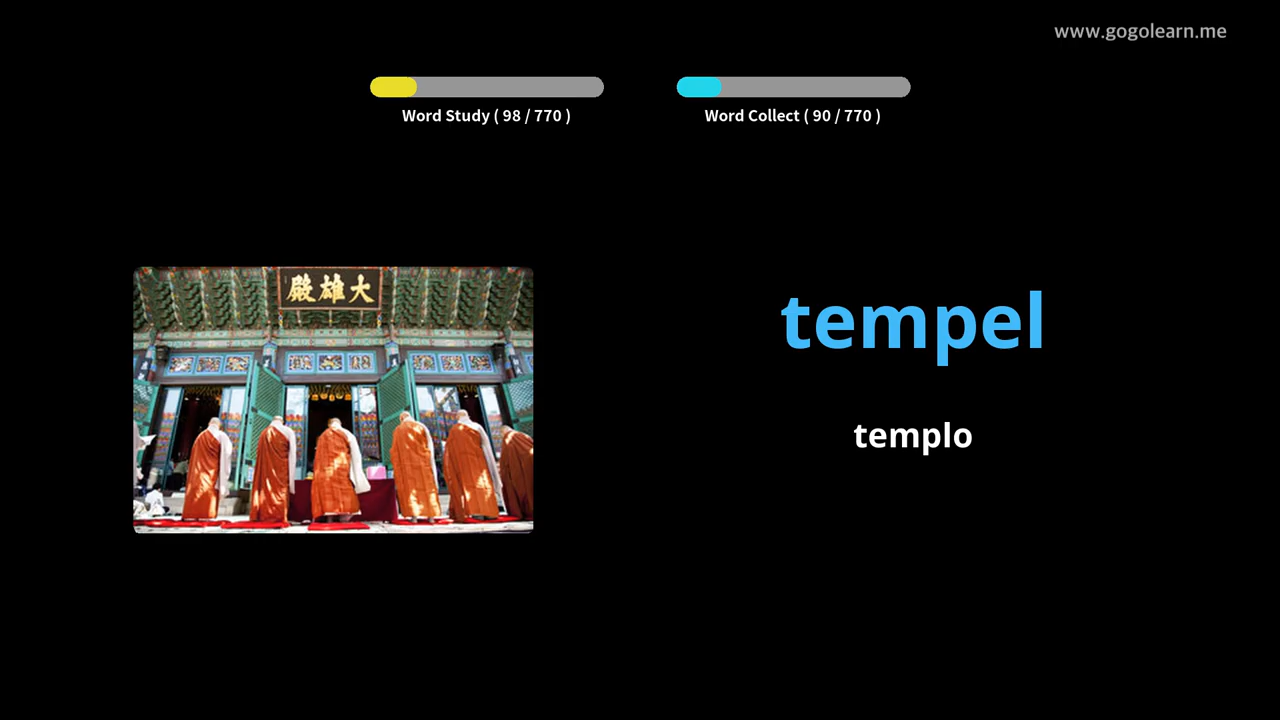 www.gogolearn.me
Word Study ( 98 / 770 )
Word Collect ( 90 / 770 )
殿雄大
tempel
templo